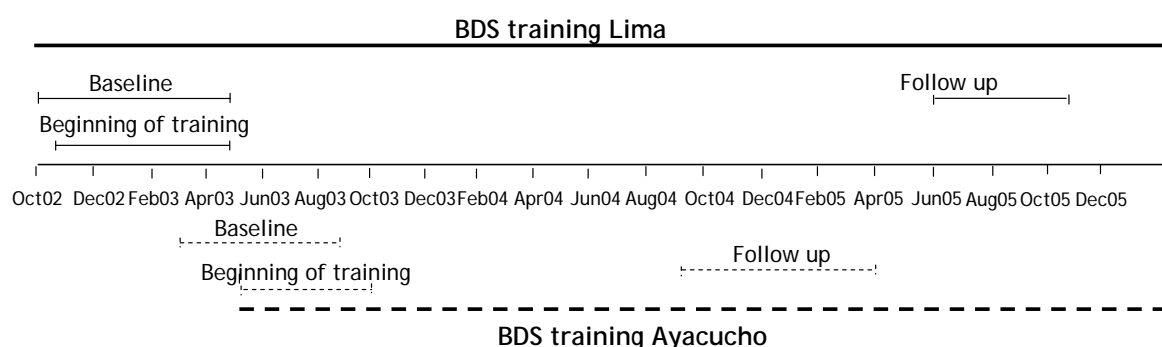 BDS training Lima
Baseline
Follow up
Beginning of training
Oct02 Dec02 Feb03 Apr03 Jun03 Aug03 Oct03 Dec03 Feb04 Apr04 Jun04 Aug04 Oct04 Dec04 Feb05 Apr05 Jun05 Aug05 Oct05 Dec05
Baseline
Follow up
Beginning of training
BDS training Ayacucho